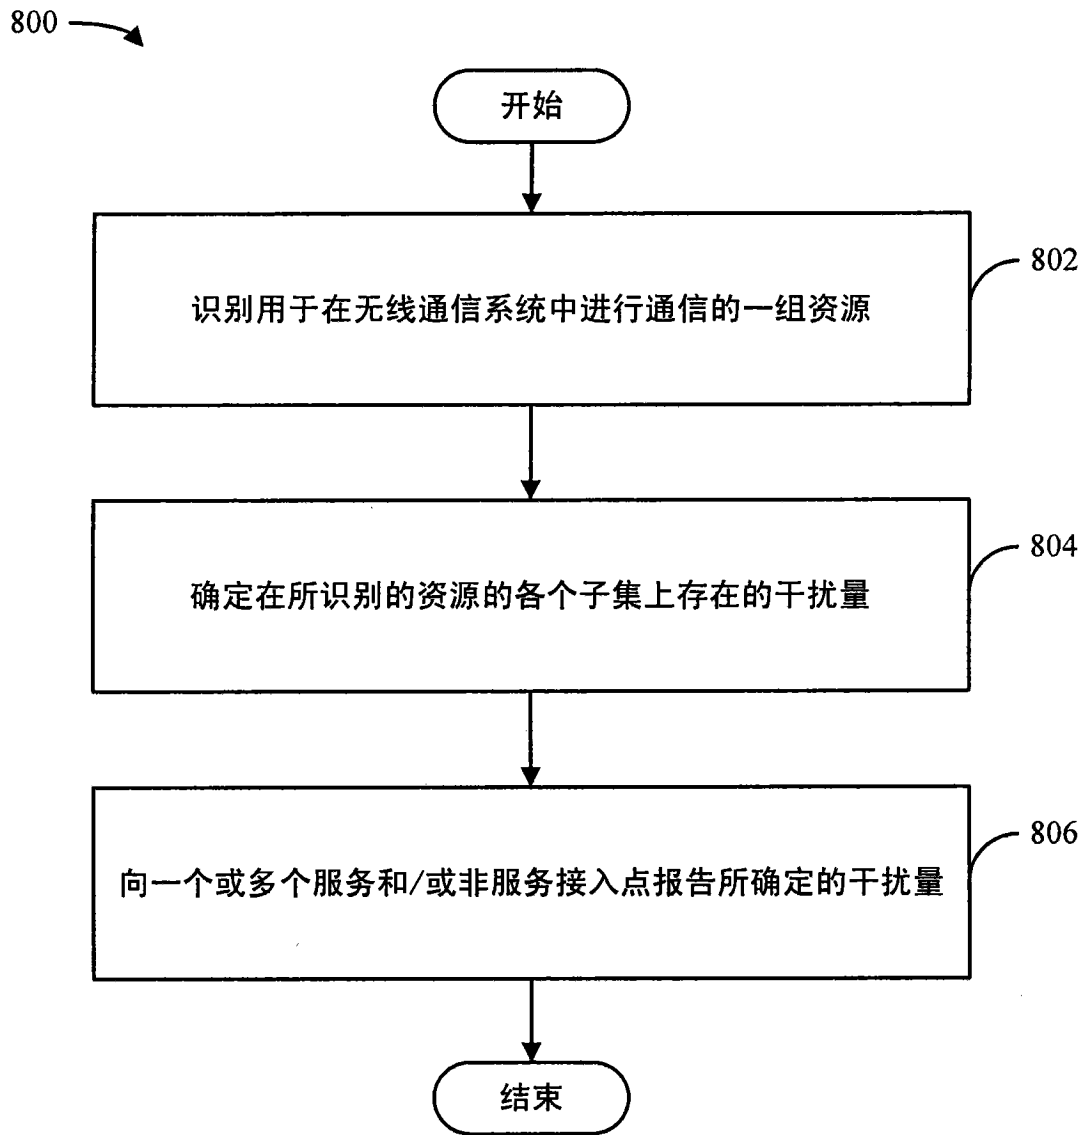 800
开始
识别用于在无线通信系统中进行通信的一组资源
802
确定在所识别的资源的各个子集上存在的干扰量
804
向一个或多个服务和/或非服务接入点报告所确定的干扰量
806
结束